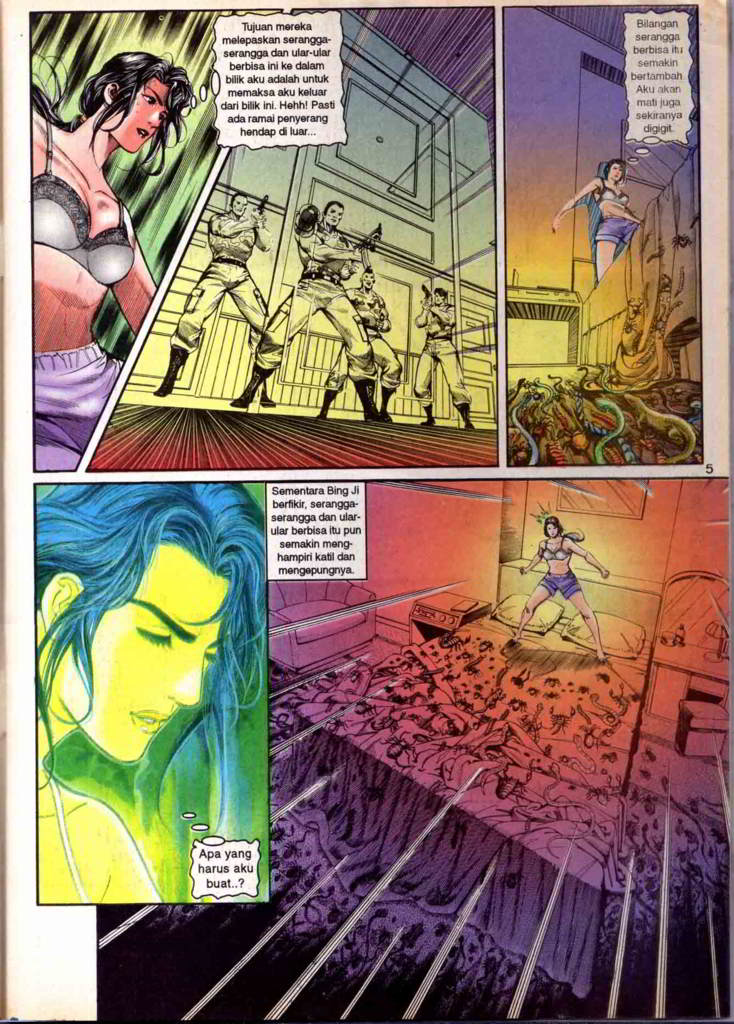 Tujuan mereka
melepaskan serangga-
serangga dan ular-ular
berbisa ini ke dalam
bilik aku adalah untuk
memaksa aku keluar
dari bilik ini. Hehh! Pasti
ada ramai penyerang
hendap di luar...
Bilangan
serangga
berbisa itu
semakin
bertambah.
Aku akan
mati juga
sekiranya
digigit.
5
Sementara Bing Ji
berfikir, serangga-
serangga dan ular-
ular berbisa itu pun
semakin meng-
hampiri katil dan
mengepungnya.
Apa yang
harus aku
buat..?